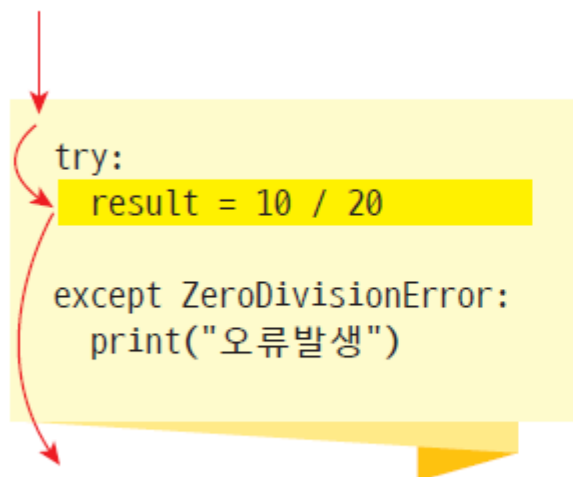 try:
  result = 10 / 20
except ZeroDivisionError:
  print("오류발생")